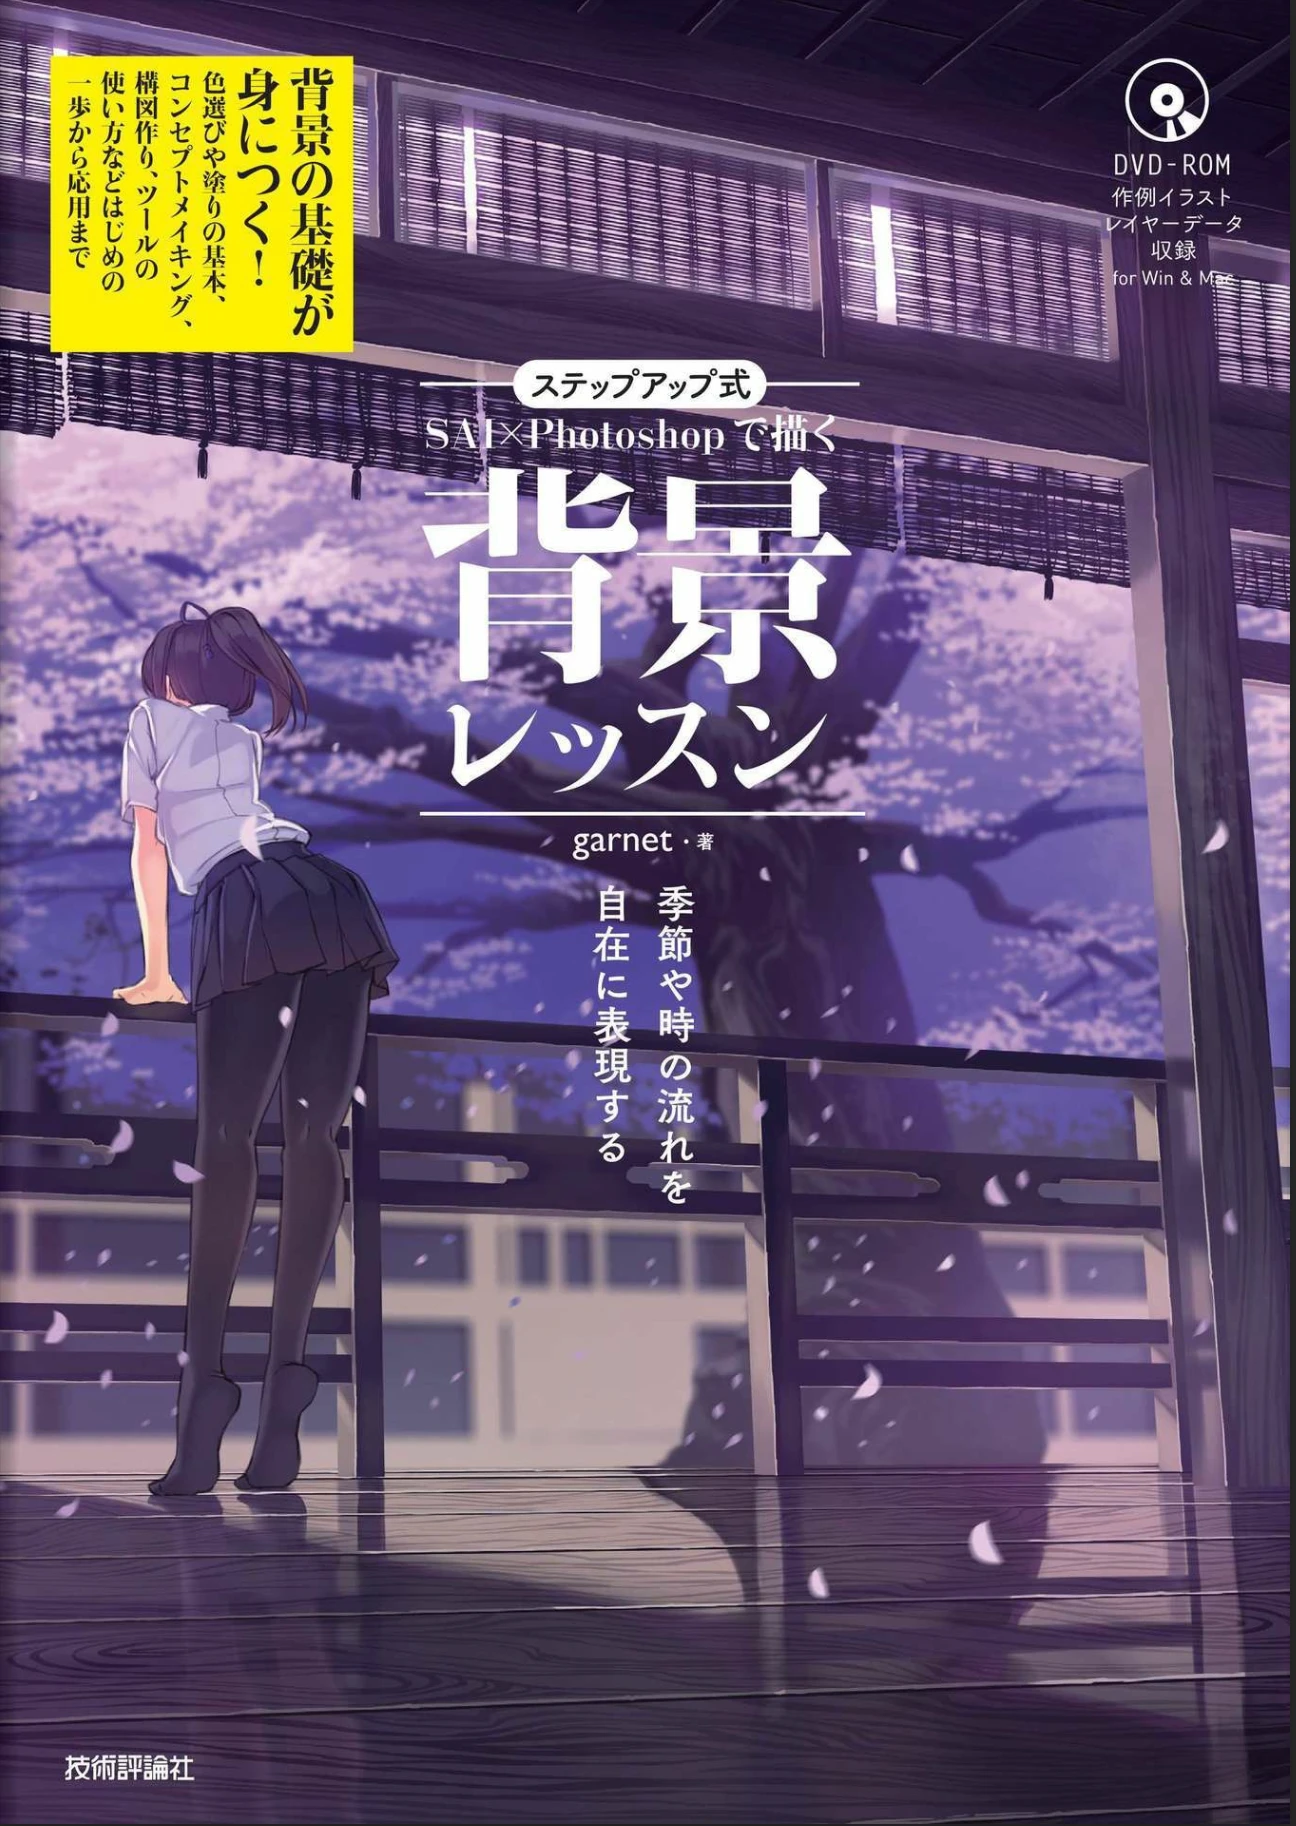 背景の基礎が
身につく!
色選びや塗りの基本、
コンセプトメイキング、
構図作り、ツールの
使い方などはじめの
一歩から応用まで
DVD-ROM
作例イラスト
レイヤーデータ
収録
for Win & Mac
ステップアップ式
SAI×Photoshopで描く
背景
レッスン
garnet・著
季節や時の流れを
自在に表現する
技術評論社